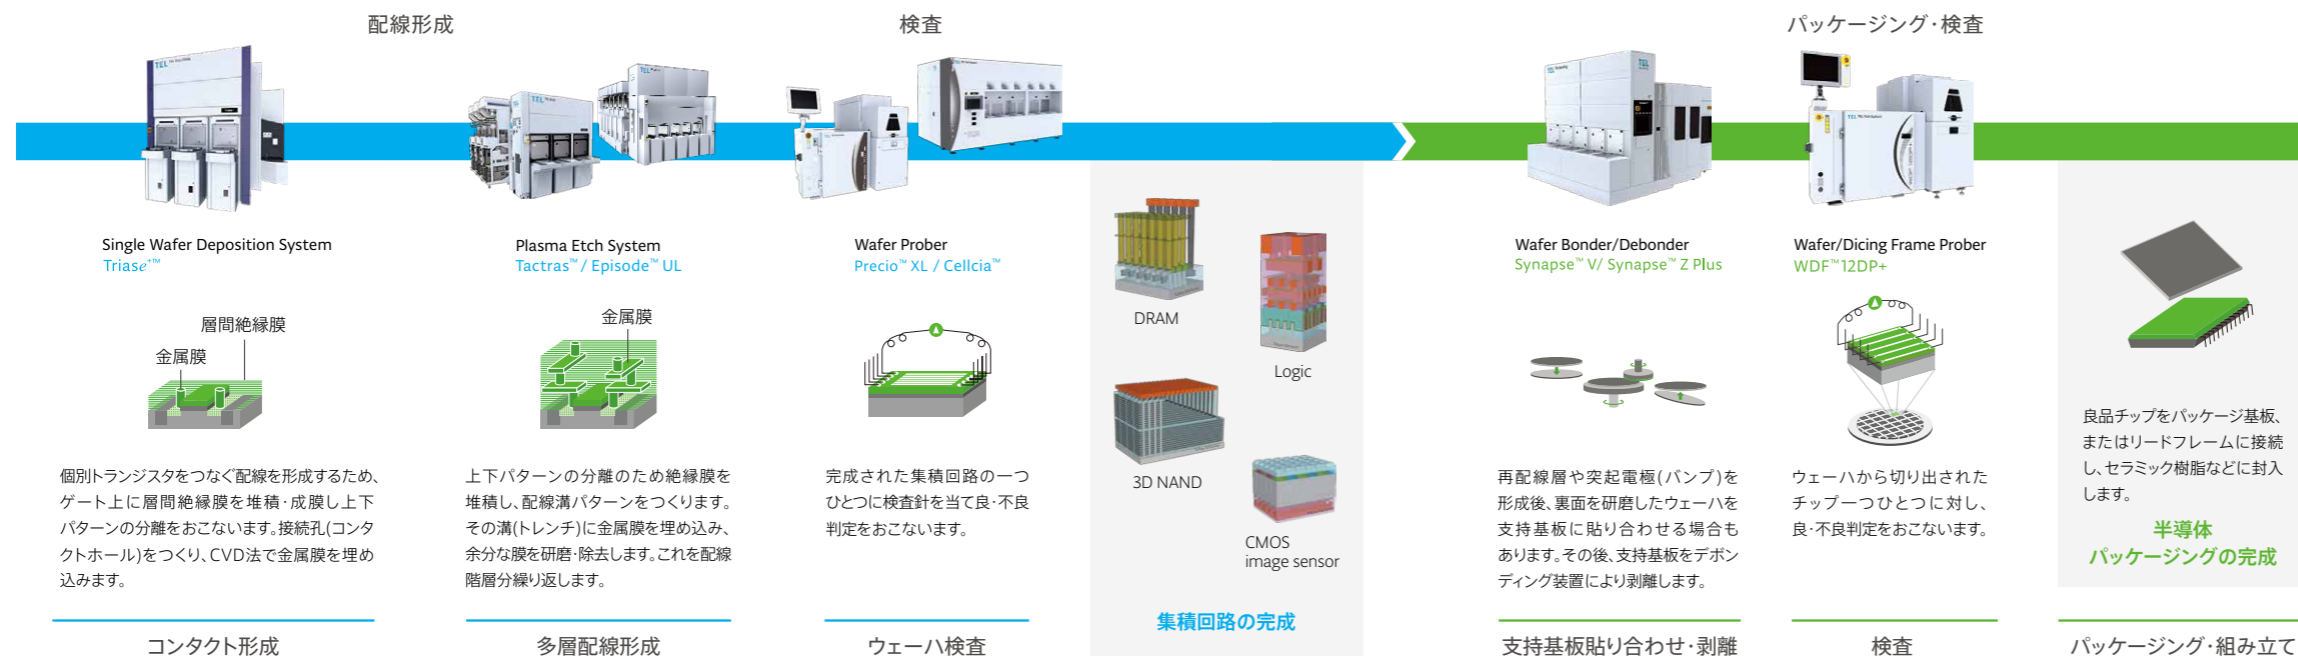 配線形成
検査
パッケージング・検査
TEL
TEL
TEL
TEL
TEL
TEL
Single Wafer Deposition System
Triase+™
Plasma Etch System
Tactras™ / Episode™ UL
Wafer Prober
Precio™ XL / Cellcia™
Wafer Bonder/Debonder
Synapse™ V/ Synapse™ Z Plus
Wafer/Dicing Frame Prober
WDF™ 12DP+
層間絶縁膜
金属膜
金属膜
個別トランジスタをつなぐ配線を形成するため、
ゲート上に層間絶縁膜を堆積・成膜し上下
パターンの分離をおこないます。接続孔(コンタ
クトホール)をつくり、CVD法で金属膜を埋め
込みます。
コンタクト形成
上下パターンの分離のため絶縁膜を
堆積し、配線溝パターンをつくります。
その溝(トレンチ)に金属膜を埋め込み、
余分な膜を研磨・除去します。これを配線
階層分繰り返します。
多層配線形成
完成された集積回路の一つ
ひとつに検査針を当て良・不良
判定をおこないます。
ウェーハ検査
DRAM
Logic
3D NAND
CMOS
image sensor
集積回路の完成
再配線層や突起電極(バンプ)を
形成後、裏面を研磨したウェーハを
支持基板に貼り合わせる場合も
あります。その後、支持基板をデボン
ディング装置により剥離します。
支持基板貼り合わせ・剥離
ウェーハから切り出された
チップ一つひとつに対し、
良・不良判定をおこないます。
検査
良品チップをパッケージ基板、
またはリードフレームに接続
し、セラミック樹脂などに封入
します。
半導体
パッケージングの完成
パッケージング・組み立て